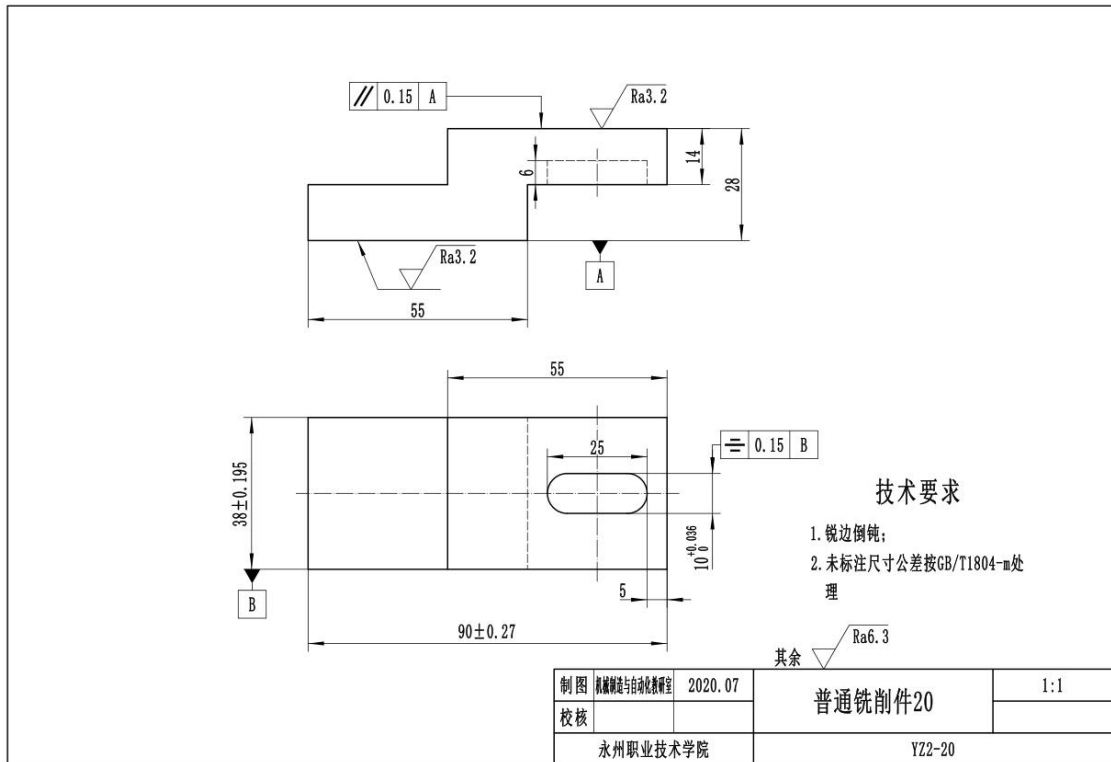 // 0.15 A
Ra3.2
6
14
28
Ra3.2
A
55
55
25
⌯ 0.15 B
38±0.195
10 +0.036 0
5
B
90±0.27
技术要求
1.锐边倒钝;
2.未标注尺寸公差按GB/T1804-m处
理
其余 Ra6.3
制图 机械制造与自动化教研室 2020.07 普通铣削件20 1:1
校核
永州职业技术学院 YZ2-20